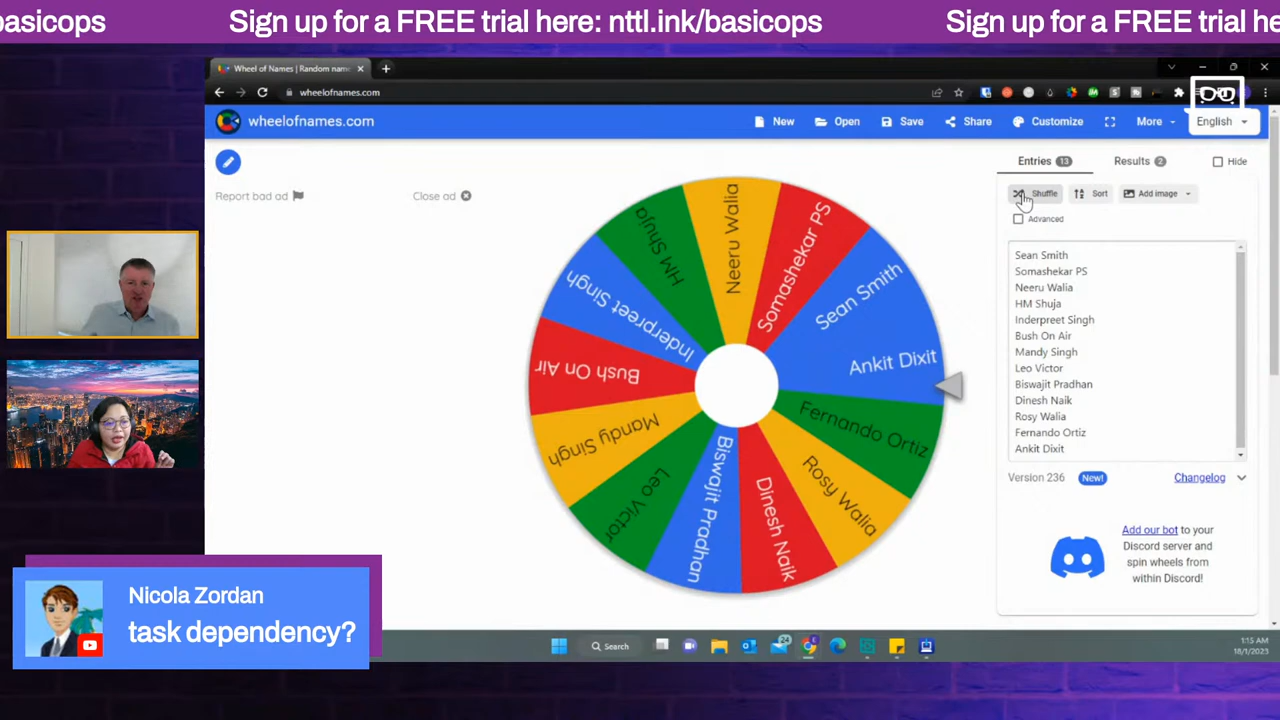 asicops
Sign up for a FREE trial here: nttl.ink/basicops
Sign up for a FREE trial he
Wheel of Names | Random name
wheelofnames.com
wheelofnames.com
New
Open
Save
Share
Customize
More
English
Report bad ad
Close ad
Entries 13
Results 2
Hide
Shuffle
Sort
Add image
Advanced
Sean Smith
Somashekar PS
Neeru Walia
HM Shuja
Inderpreet Singh
Bush On Air
Mandy Singh
Leo Victor
Biswajit Pradhan
Dinesh Naik
Rosy Walia
Fernando Ortiz
Ankit Dixit
Version 236
New!
Changelog
Add our bot to your
Discord server and
spin wheels from
within Discord!
HM Shuja
Neeru Walia
Somashekar PS
Sean Smith
Ankit Dixit
Fernando Ortiz
Rosy Walia
Dinesh Naik
Biswajit Pradhan
Leo Victor
Mandy Singh
Bush On Air
Inderpreet Singh
Nicola Zordan
task dependency?
Search
24
1:15 AM
18/1/2023